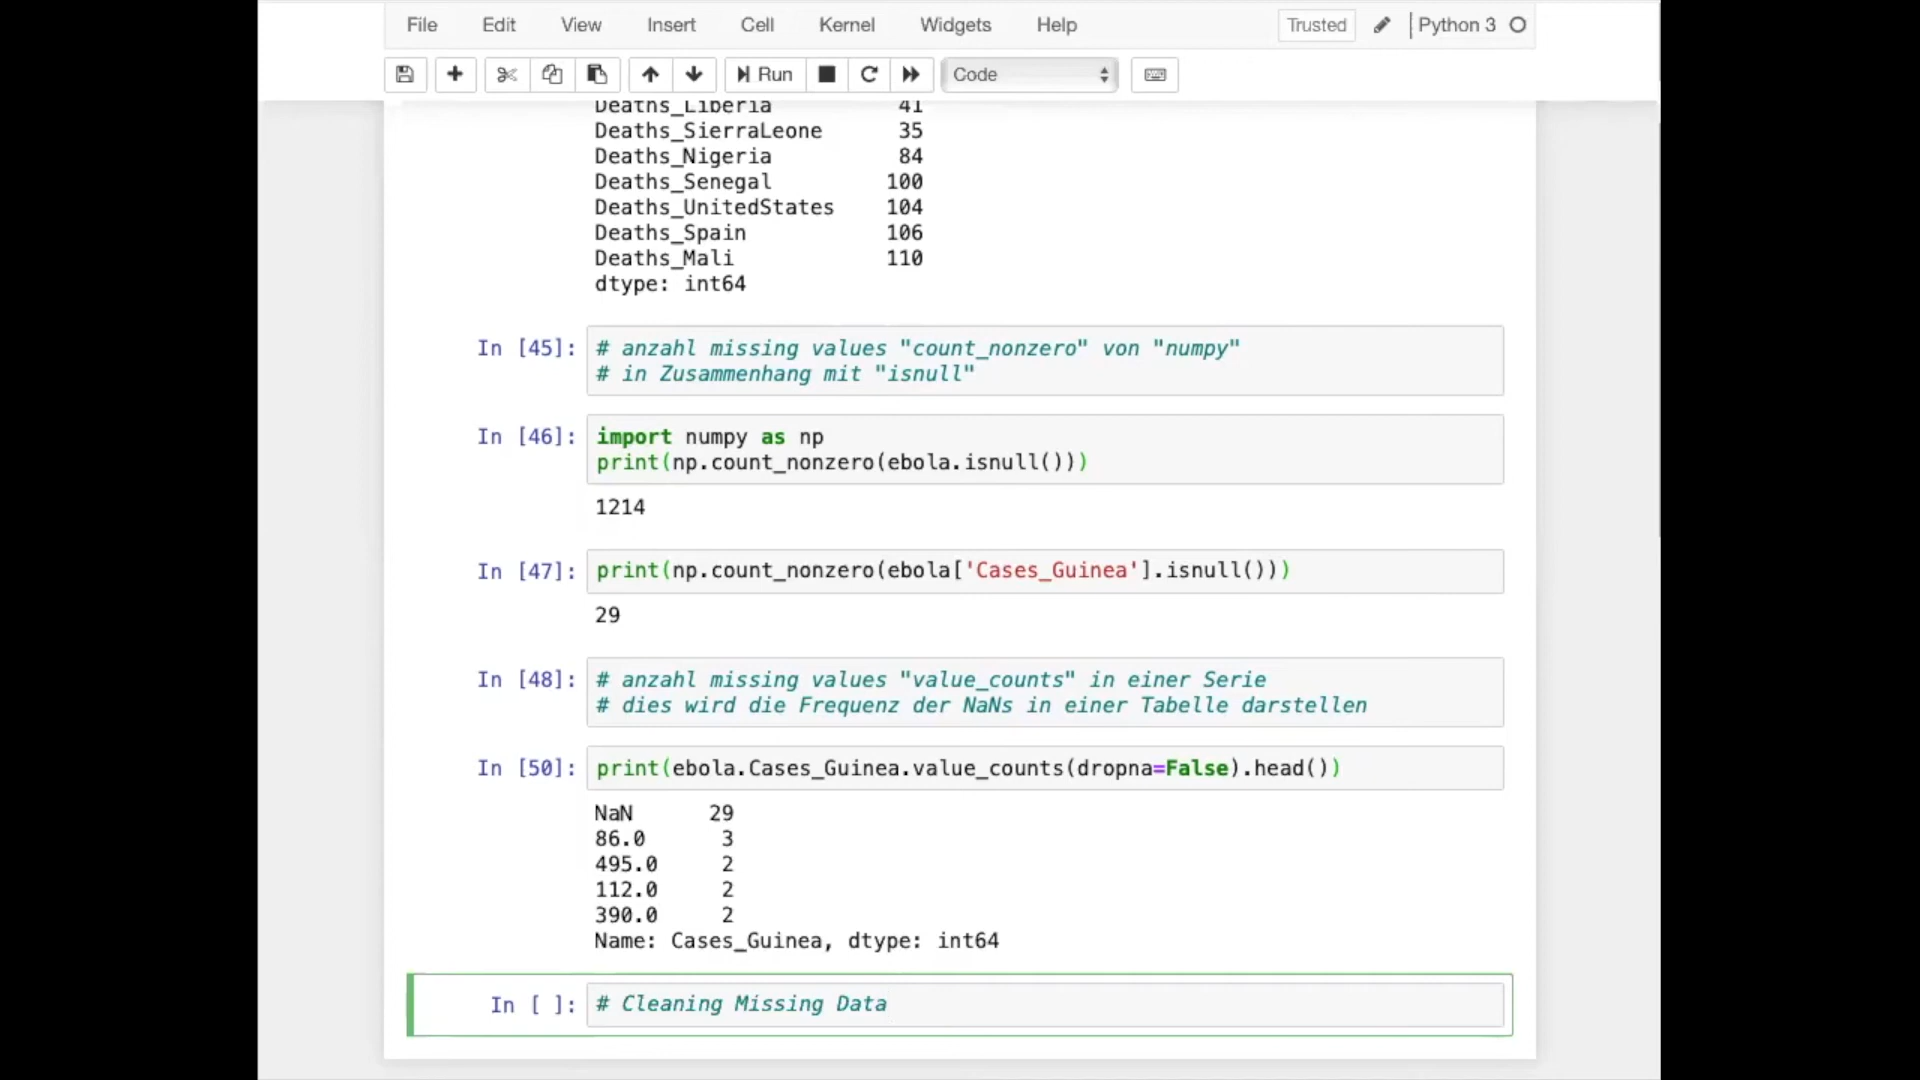 File Edit View Insert Cell Kernel Widgets Help Trusted Python 3
Run Code
Deaths_Liberia 41
Deaths_SierraLeone 35
Deaths_Nigeria 84
Deaths_Senegal 100
Deaths_UnitedStates 104
Deaths_Spain 106
Deaths_Mali 110
dtype: int64
In [45]: # anzahl missing values "count_nonzero" von "numpy"
# in Zusammenhang mit "isnull"
In [46]: import numpy as np
print(np.count_nonzero(ebola.isnull()))
1214
In [47]: print(np.count_nonzero(ebola['Cases_Guinea'].isnull()))
29
In [48]: # anzahl missing values "value_counts" in einer Serie
# dies wird die Frequenz der NaNs in einer Tabelle darstellen
In [50]: print(ebola.Cases_Guinea.value_counts(dropna=False).head())
NaN 29
86.0 3
495.0 2
112.0 2
390.0 2
Name: Cases_Guinea, dtype: int64
In [ ]: # Cleaning Missing Data